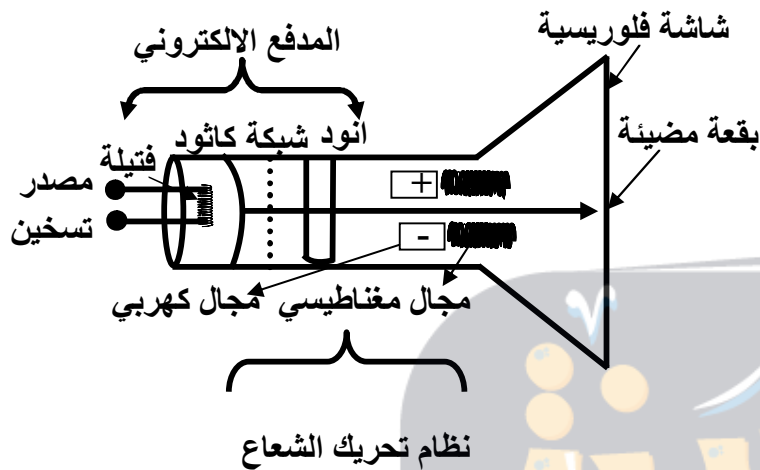 المدفع الالكتروني
شاشة فلوريسية
فتيلة كاثود شبكة انود
بقعة مضيئة
مصدر
تسخين
+
-
مجال كهربي مجال مغناطيسي
نظام تحريك الشعاع